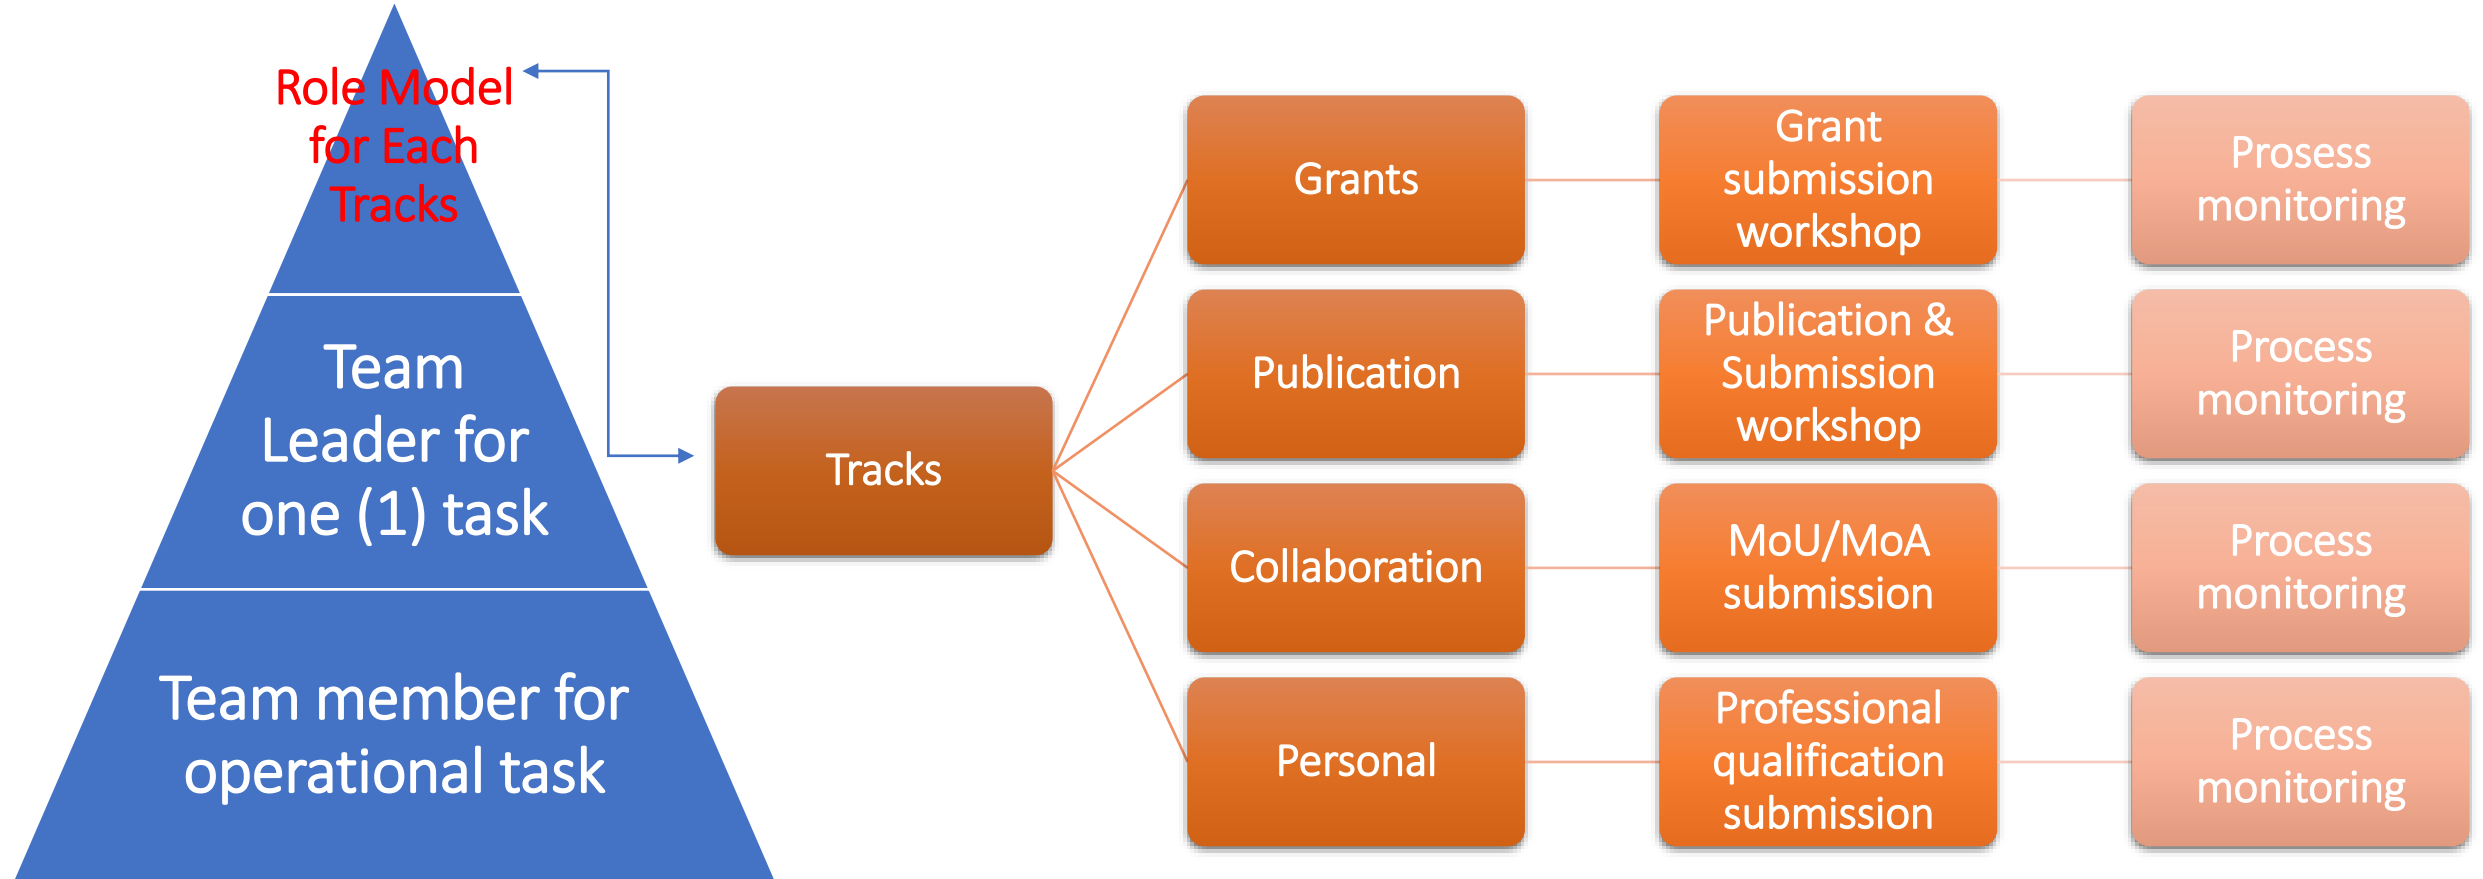 Role Model
for Each
Tracks
Team
Leader for
one (1) task
Team member for
operational task
Tracks
Grants
Grant
submission
workshop
Prosess
monitoring
Publication
Publication &
Submission
workshop
Process
monitoring
Collaboration
MoU/MoA
submission
Process
monitoring
Personal
Professional
qualification
submission
Process
monitoring